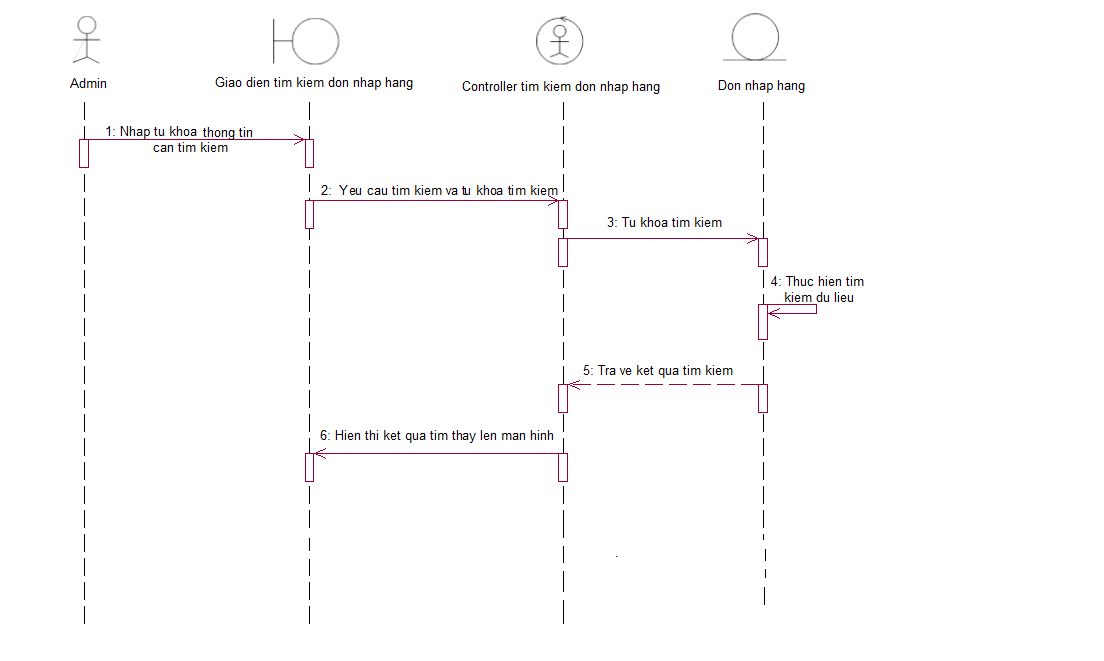 Admin
Giao dien tim kiem don nhap hang
Controller tim kiem don nhap hang
Don nhap hang
1: Nhap tu khoa thong tin
can tim kiem
2: Yeu cau tim kiem va tu khoa tim kiem
3: Tu khoa tim kiem
4: Thuc hien tim
kiem du lieu
5: Tra ve ket qua tim kiem
6: Hien thi ket qua tim thay len man hinh